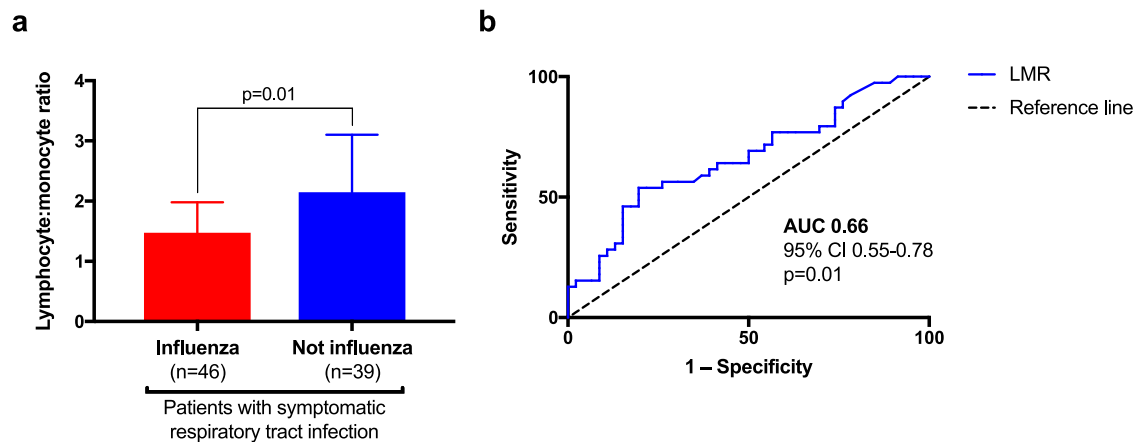 a
Lymphocyte:monocyte ratio
4
3
2
1
0
p=0.01
Influenza
(n=46)
Not influenza
(n=39)
Patients with symptomatic
respiratory tract infection
b
Sensitivity
100
50
0
0
50
100
1 – Specificity
AUC 0.66
95% CI 0.55-0.78
p=0.01
LMR
Reference line